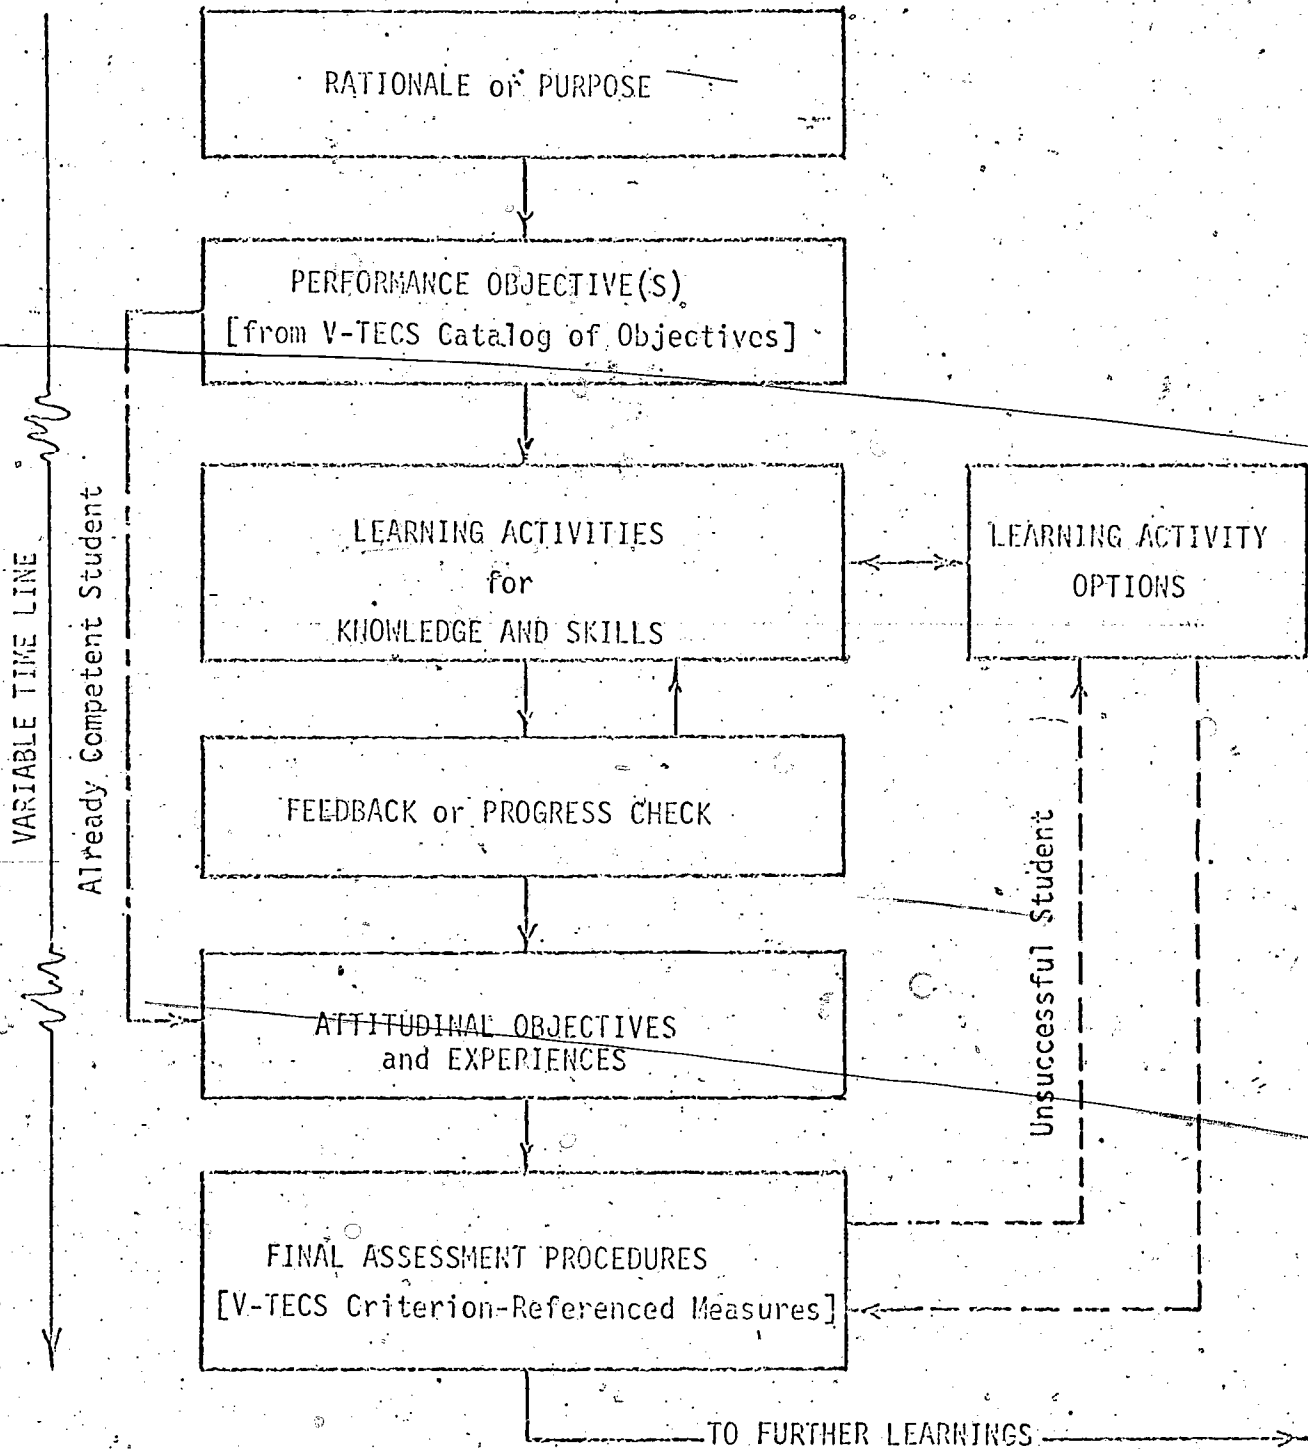 RATIONALE or PURPOSE
PERFORMANCE OBJECTIVE(S)
[from V-TECS Catalog of Objectives]
LEARNING ACTIVITIES
for
KNOWLEDGE AND SKILLS
LEARNING ACTIVITY
OPTIONS
VARIABLE TIME LINE
Already Competent Student
FEEDBACK or PROGRESS CHECK
Unsuccessful Student
ATTITUDINAL OBJECTIVES
and EXPERIENCES
FINAL ASSESSMENT PROCEDURES
[V-TECS Criterion-Referenced Measures]
TO FURTHER LEARNINGS